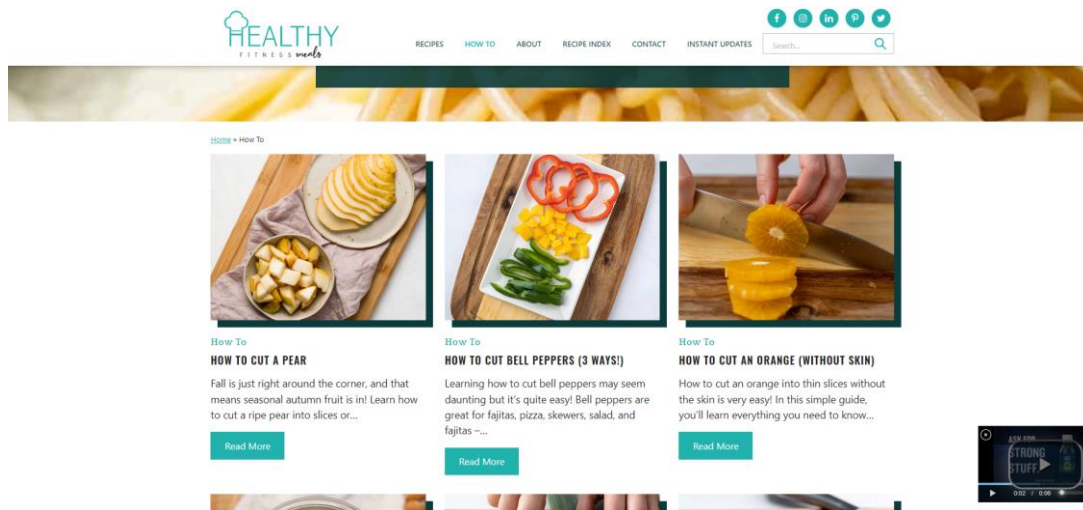 HEALTHY
FITNESS meals
RECIPES HOW TO ABOUT RECIPE INDEX CONTACT INSTANT UPDATES
Search...
Home » How To
How To
HOW TO CUT A PEAR
Fall is just right around the corner, and that
means seasonal autumn fruit is in! Learn how
to cut a ripe pear into slices or...
Read More
How To
HOW TO CUT BELL PEPPERS (3 WAYS!)
Learning how to cut bell peppers may seem
daunting but it's quite easy! Bell peppers are
great for fajitas, pizza, skewers, salad, and
fajitas –...
Read More
How To
HOW TO CUT AN ORANGE (WITHOUT SKIN)
How to cut an orange into thin slices without
the skin is very easy! In this simple guide,
you'll learn everything you need to know...
Read More
ASK FOR
STRONG
STUFF.
0:02 / 0:06